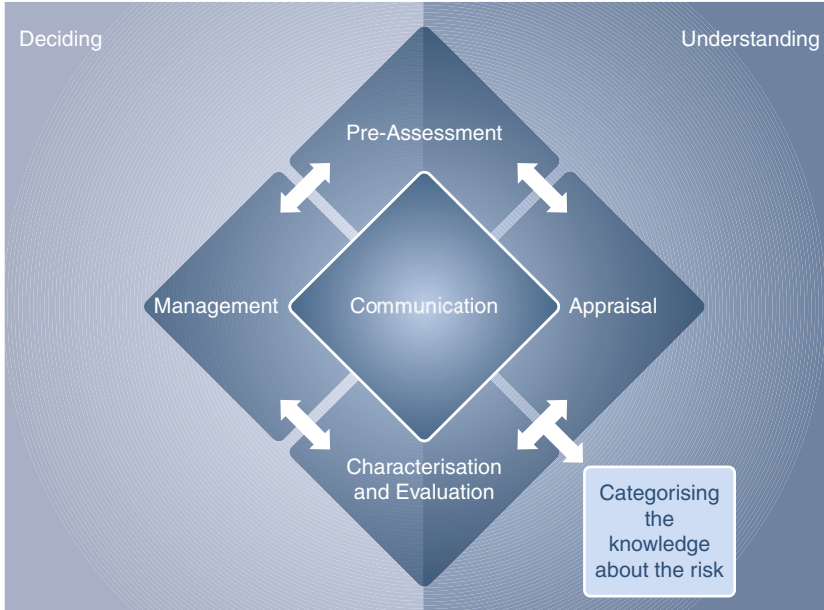 Deciding
Understanding
Pre-Assessment
Management
Communication
Appraisal
Characterisation
and Evaluation
Categorising
the
knowledge
about the risk